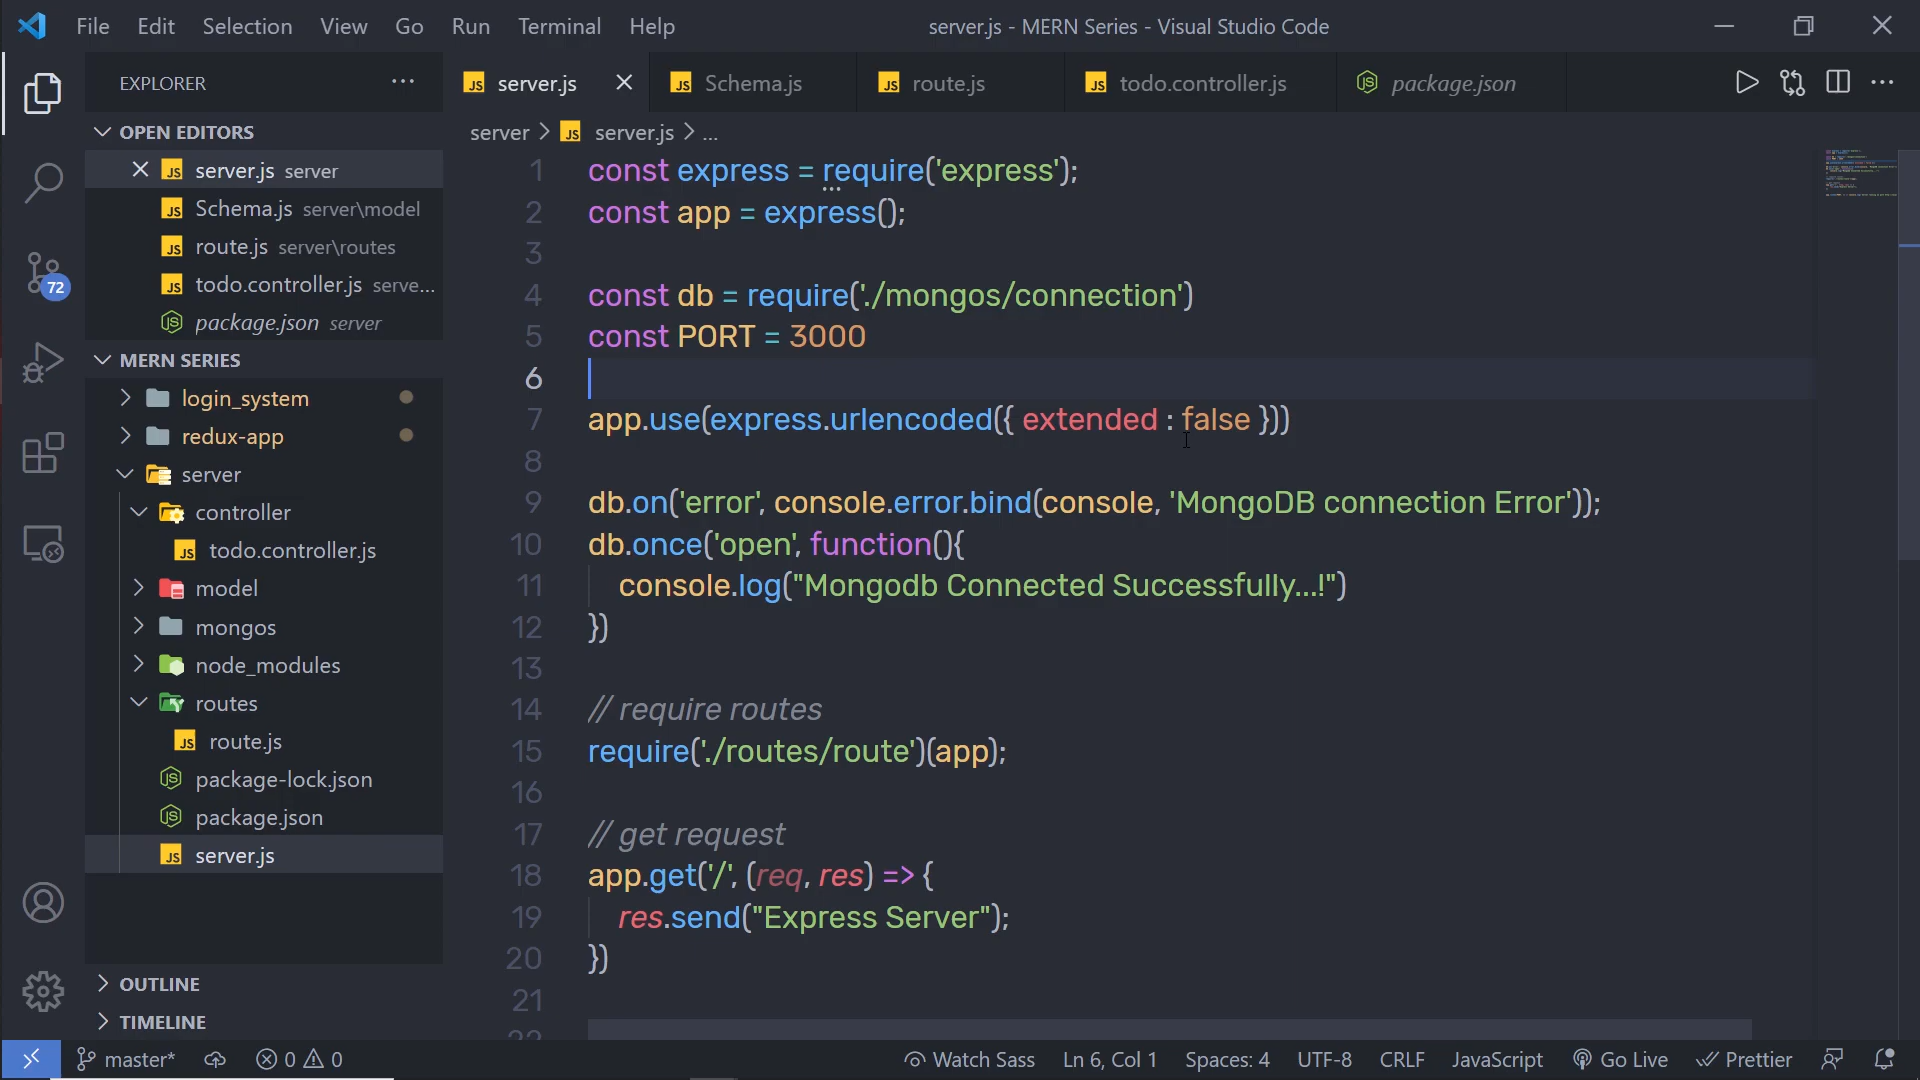 File Edit Selection View Go Run Terminal Help
server.js - MERN Series - Visual Studio Code
EXPLORER
server.js
Schema.js
route.js
todo.controller.js
package.json
OPEN EDITORS
server.js server
Schema.js server\model
route.js server\routes
todo.controller.js serve...
package.json server
MERN SERIES
login_system
redux-app
server
controller
todo.controller.js
model
mongos
node_modules
routes
route.js
package-lock.json
package.json
server.js
OUTLINE
TIMELINE
72
server > JS server.js > ...
1 const express = require('express');
2 const app = express();
3
4 const db = require('./mongos/connection')
5 const PORT = 3000
6
7 app.use(express.urlencoded({ extended : false }))
8
9 db.on('error', console.error.bind(console, 'MongoDB connection Error'));
10 db.once('open', function(){
11 console.log("Mongodb Connected Successfully...!")
12 })
13
14 // require routes
15 require('./routes/route')(app);
16
17 // get request
18 app.get('/', (req, res) => {
19 res.send("Express Server");
20 })
21
master* 0 0 Watch Sass Ln 6, Col 1 Spaces: 4 UTF-8 CRLF JavaScript Go Live Prettier